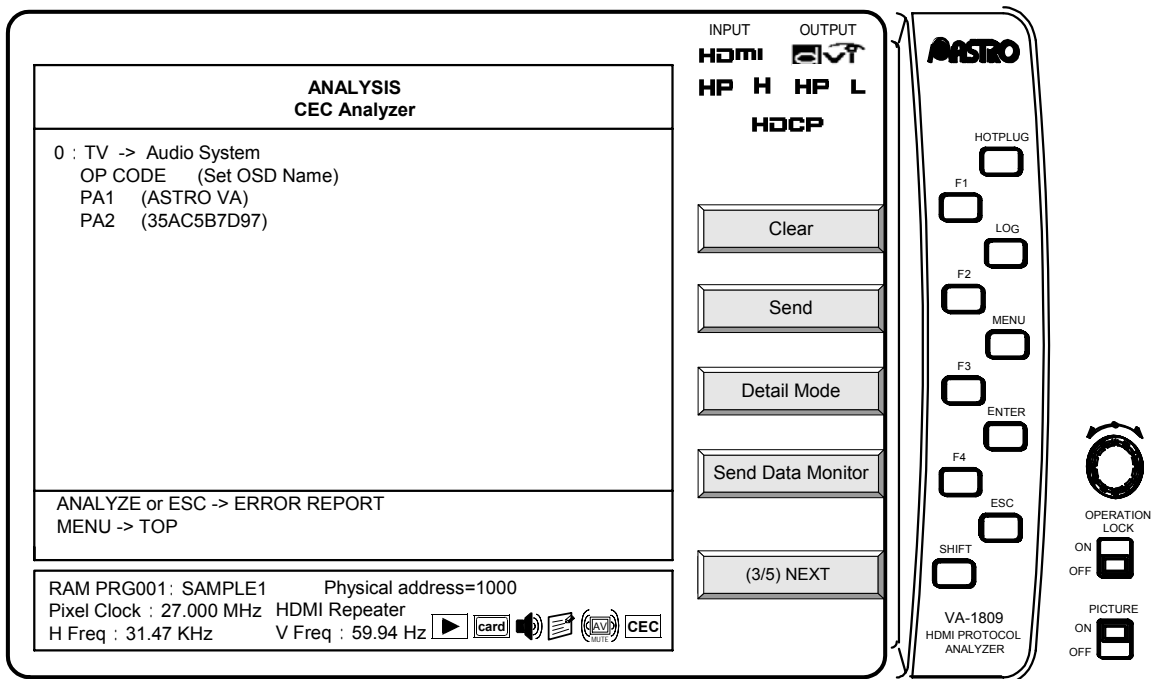 ANALYSIS
CEC Analyzer
0 : TV -> Audio System
OP CODE (Set OSD Name)
PA1 (ASTRO VA)
PA2 (35AC5B7D97)
ANALYZE or ESC -> ERROR REPORT
MENU -> TOP
RAM PRG001 : SAMPLE1 Physical address=1000
Pixel Clock : 27.000 MHz HDMI Repeater
H Freq : 31.47 KHz V Freq : 59.94 Hz card AV MUTE CEC
INPUT OUTPUT
HDMI DVI
HP H HP L
HDCP
Clear
Send
Detail Mode
Send Data Monitor
(3/5) NEXT
ASTRO
HOTPLUG
F1
LOG
F2
MENU
F3
ENTER
F4
ESC
SHIFT
VA-1809
HDMI PROTOCOL
ANALYZER
OPERATION
LOCK
ON
OFF
PICTURE
ON
OFF